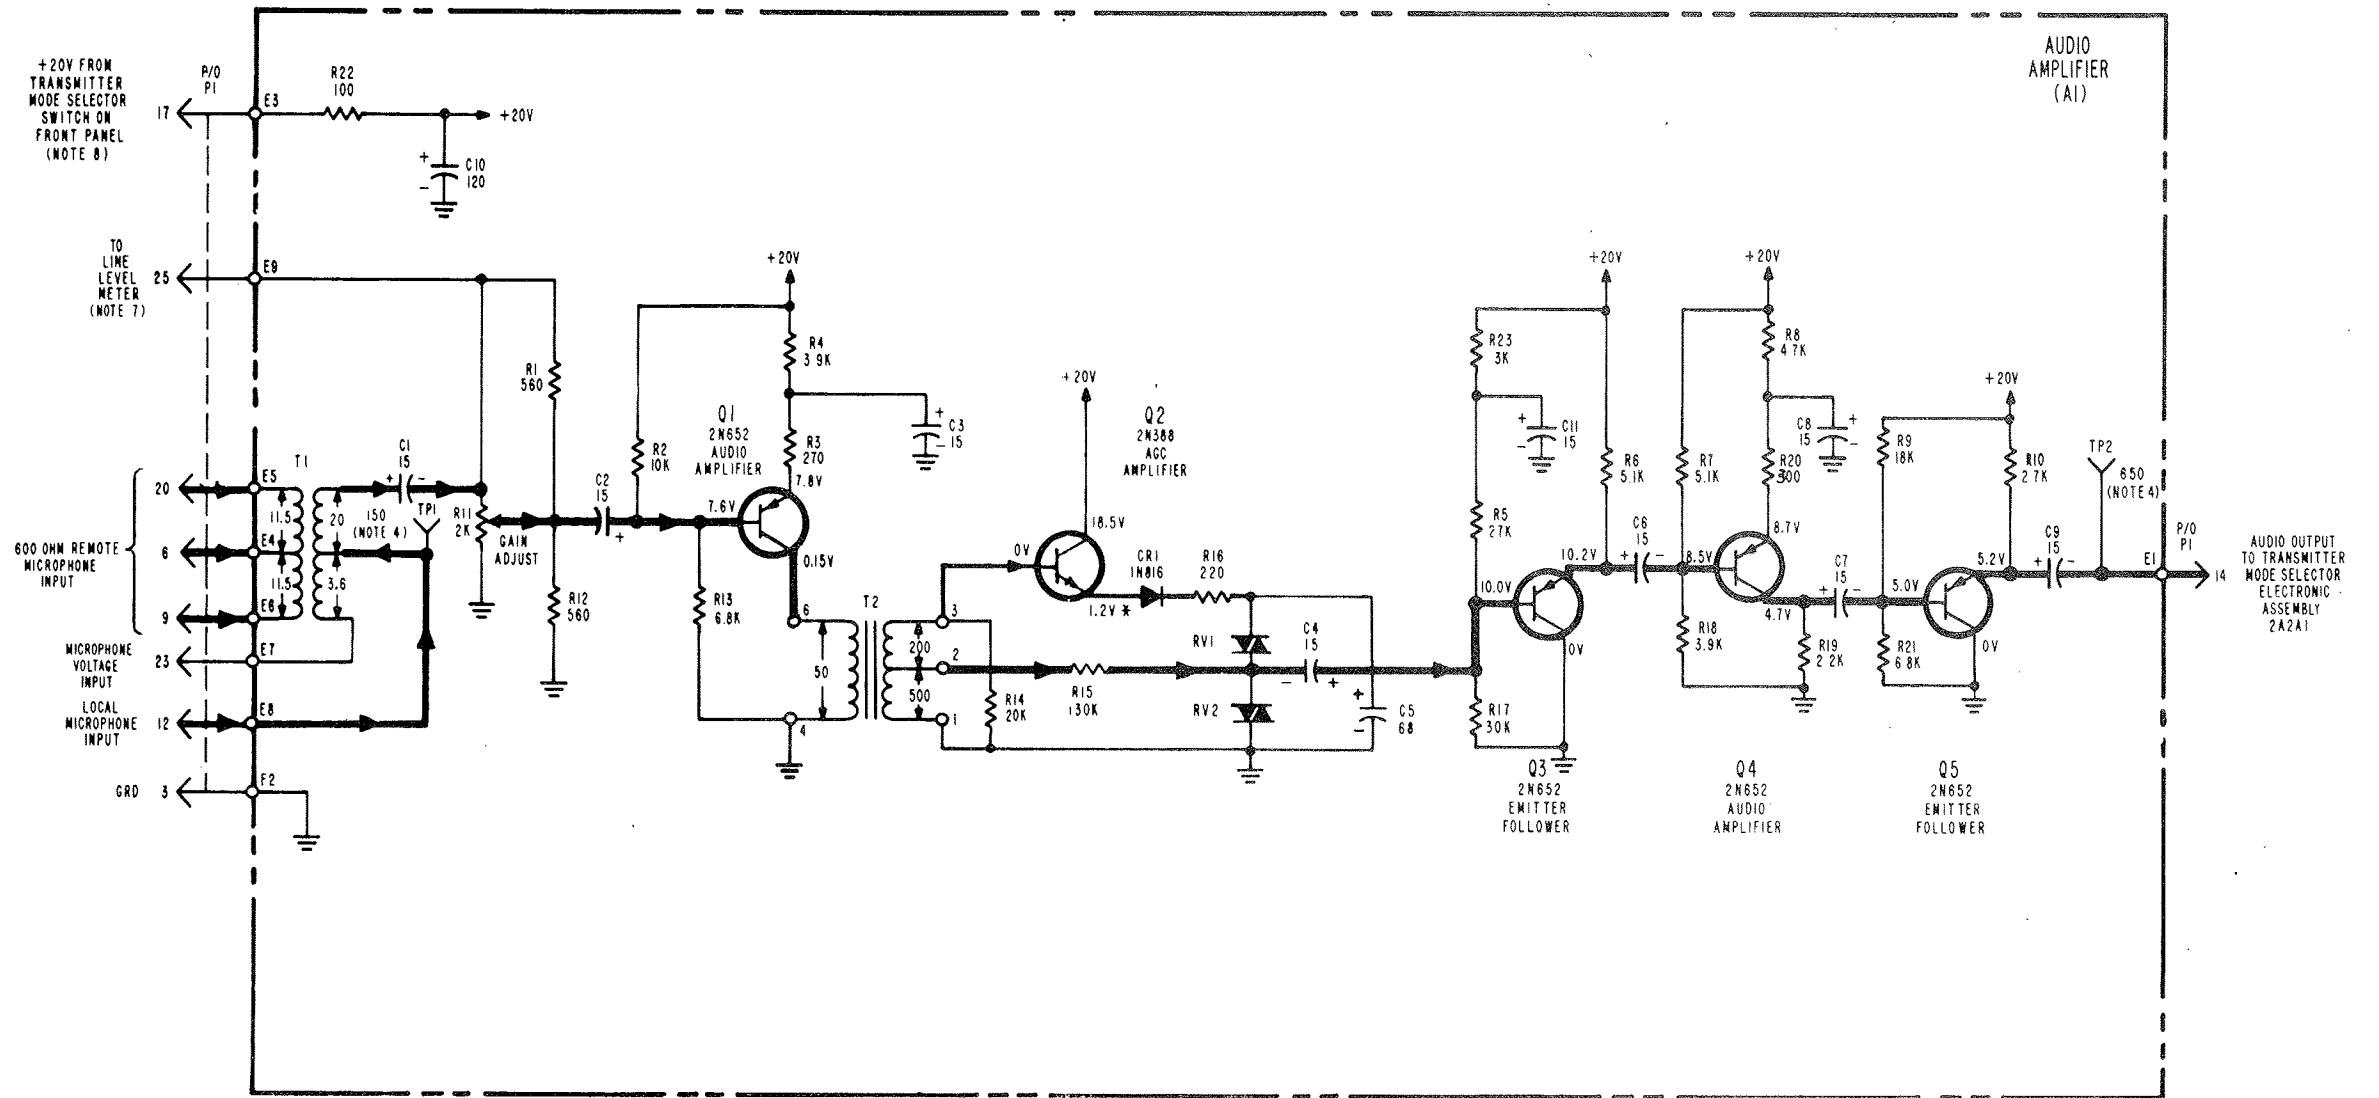 AUDIO
AMPLIFIER
(A1)
+20V FROM
TRANSMITTER
MODE SELECTOR
SWITCH ON
FRONT PANEL
(NOTE 8)
P/O
P1
17
E3
R22
100
+20V
+
-
C10
120
TO
LINE
LEVEL
METER
(NOTE 7)
25
E9
R1
560
+20V
R4
3.9K
R2
10K
Q1
2N652
AUDIO
AMPLIFIER
R3
270
7.8V
+
C3
15
-
7.6V
0.15V
600 OHM REMOTE
MICROPHONE
INPUT
20
E5
6
E4
9
E6
T1
11.5
11.5
20
3.6
C1
15
+ -
150
(NOTE 4)
TP1
R11
2K
GAIN
ADJUST
C2
15
+
R12
560
R13
6.8K
MICROPHONE
VOLTAGE
INPUT
23
E7
LOCAL
MICROPHONE
INPUT
12
E8
GRD 3
E2
6
50
4
T2
3
200
2
500
1
R14
20K
+20V
Q2
2N388
AGC
AMPLIFIER
18.5V
0V
1.2V *
CR1
1N816
R16
220
RV1
RV2
R15
130K
C4
15
- +
+
-
C5
68
+20V
R23
3K
+
-
C11
15
R6
5.1K
R5
27K
10.2V
10.0V
0V
R17
30K
Q3
2N652
EMITTER
FOLLOWER
+20V
R8
4.7K
R7
5.1K
C8
15
+
-
R20
300
C6
15
+ -
8.5V
8.7V
4.7V
R18
3.9K
R19
2.2K
Q4
2N652
AUDIO
AMPLIFIER
C7
15
+ -
+20V
R9
18K
R10
2.7K
5.2V
5.0V
0V
R21
6.8K
Q5
2N652
EMITTER
FOLLOWER
C9
15
+ -
TP2
650
(NOTE 4)
E1
P/O
P1
14
AUDIO OUTPUT
TO TRANSMITTER
MODE SELECTOR
ELECTRONIC
ASSEMBLY
2A2A1